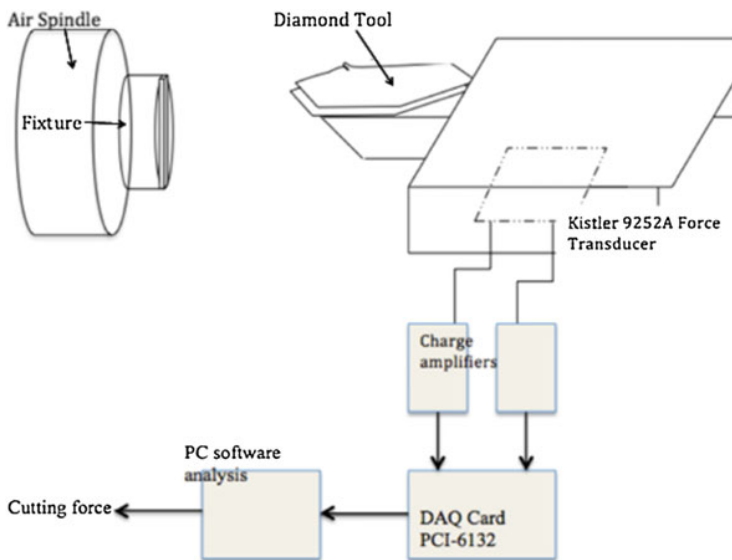 Air Spindle
Diamond Tool
Fixture
Kistler 9252A Force
Transducer
Charge
amplifiers
PC software
analysis
Cutting force
DAQ Card
PCI-6132